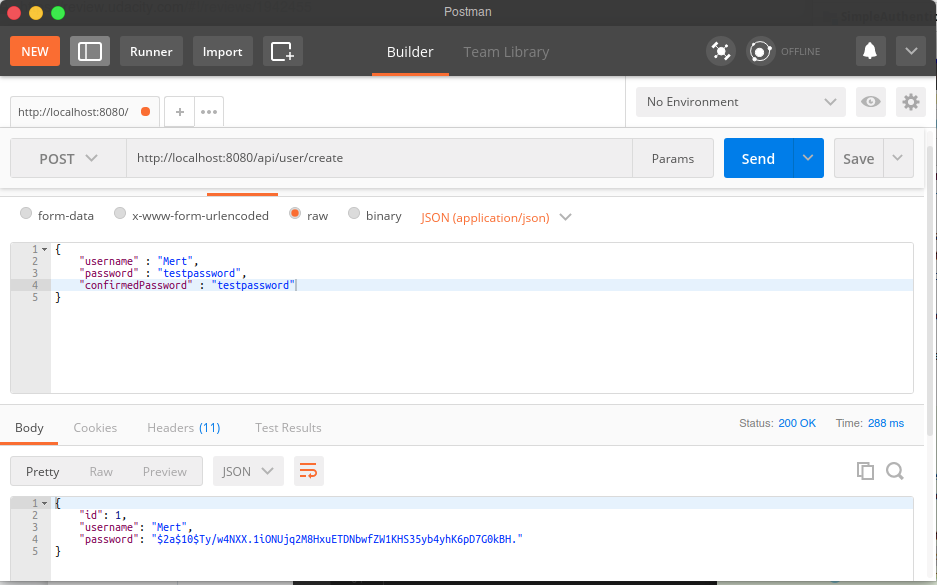 Postman
NEW Runner Import Builder Team Library OFFLINE
http://localhost:8080/ + ••• No Environment
POST http://localhost:8080/api/user/create Params Send Save
form-data x-www-form-urlencoded raw binary JSON (application/json)
1 {
2 "username" : "Mert",
3 "password" : "testpassword",
4 "confirmedPassword" : "testpassword"
5 }
Body Cookies Headers (11) Test Results Status: 200 OK Time: 288 ms
Pretty Raw Preview JSON
1 {
2 "id": 1,
3 "username": "Mert",
4 "password": "$2a$10$Ty/w4NXX.1iONUjq2M8HxuETDNbwfZW1KHS35yb4yhK6pD7G0kBH."
5 }